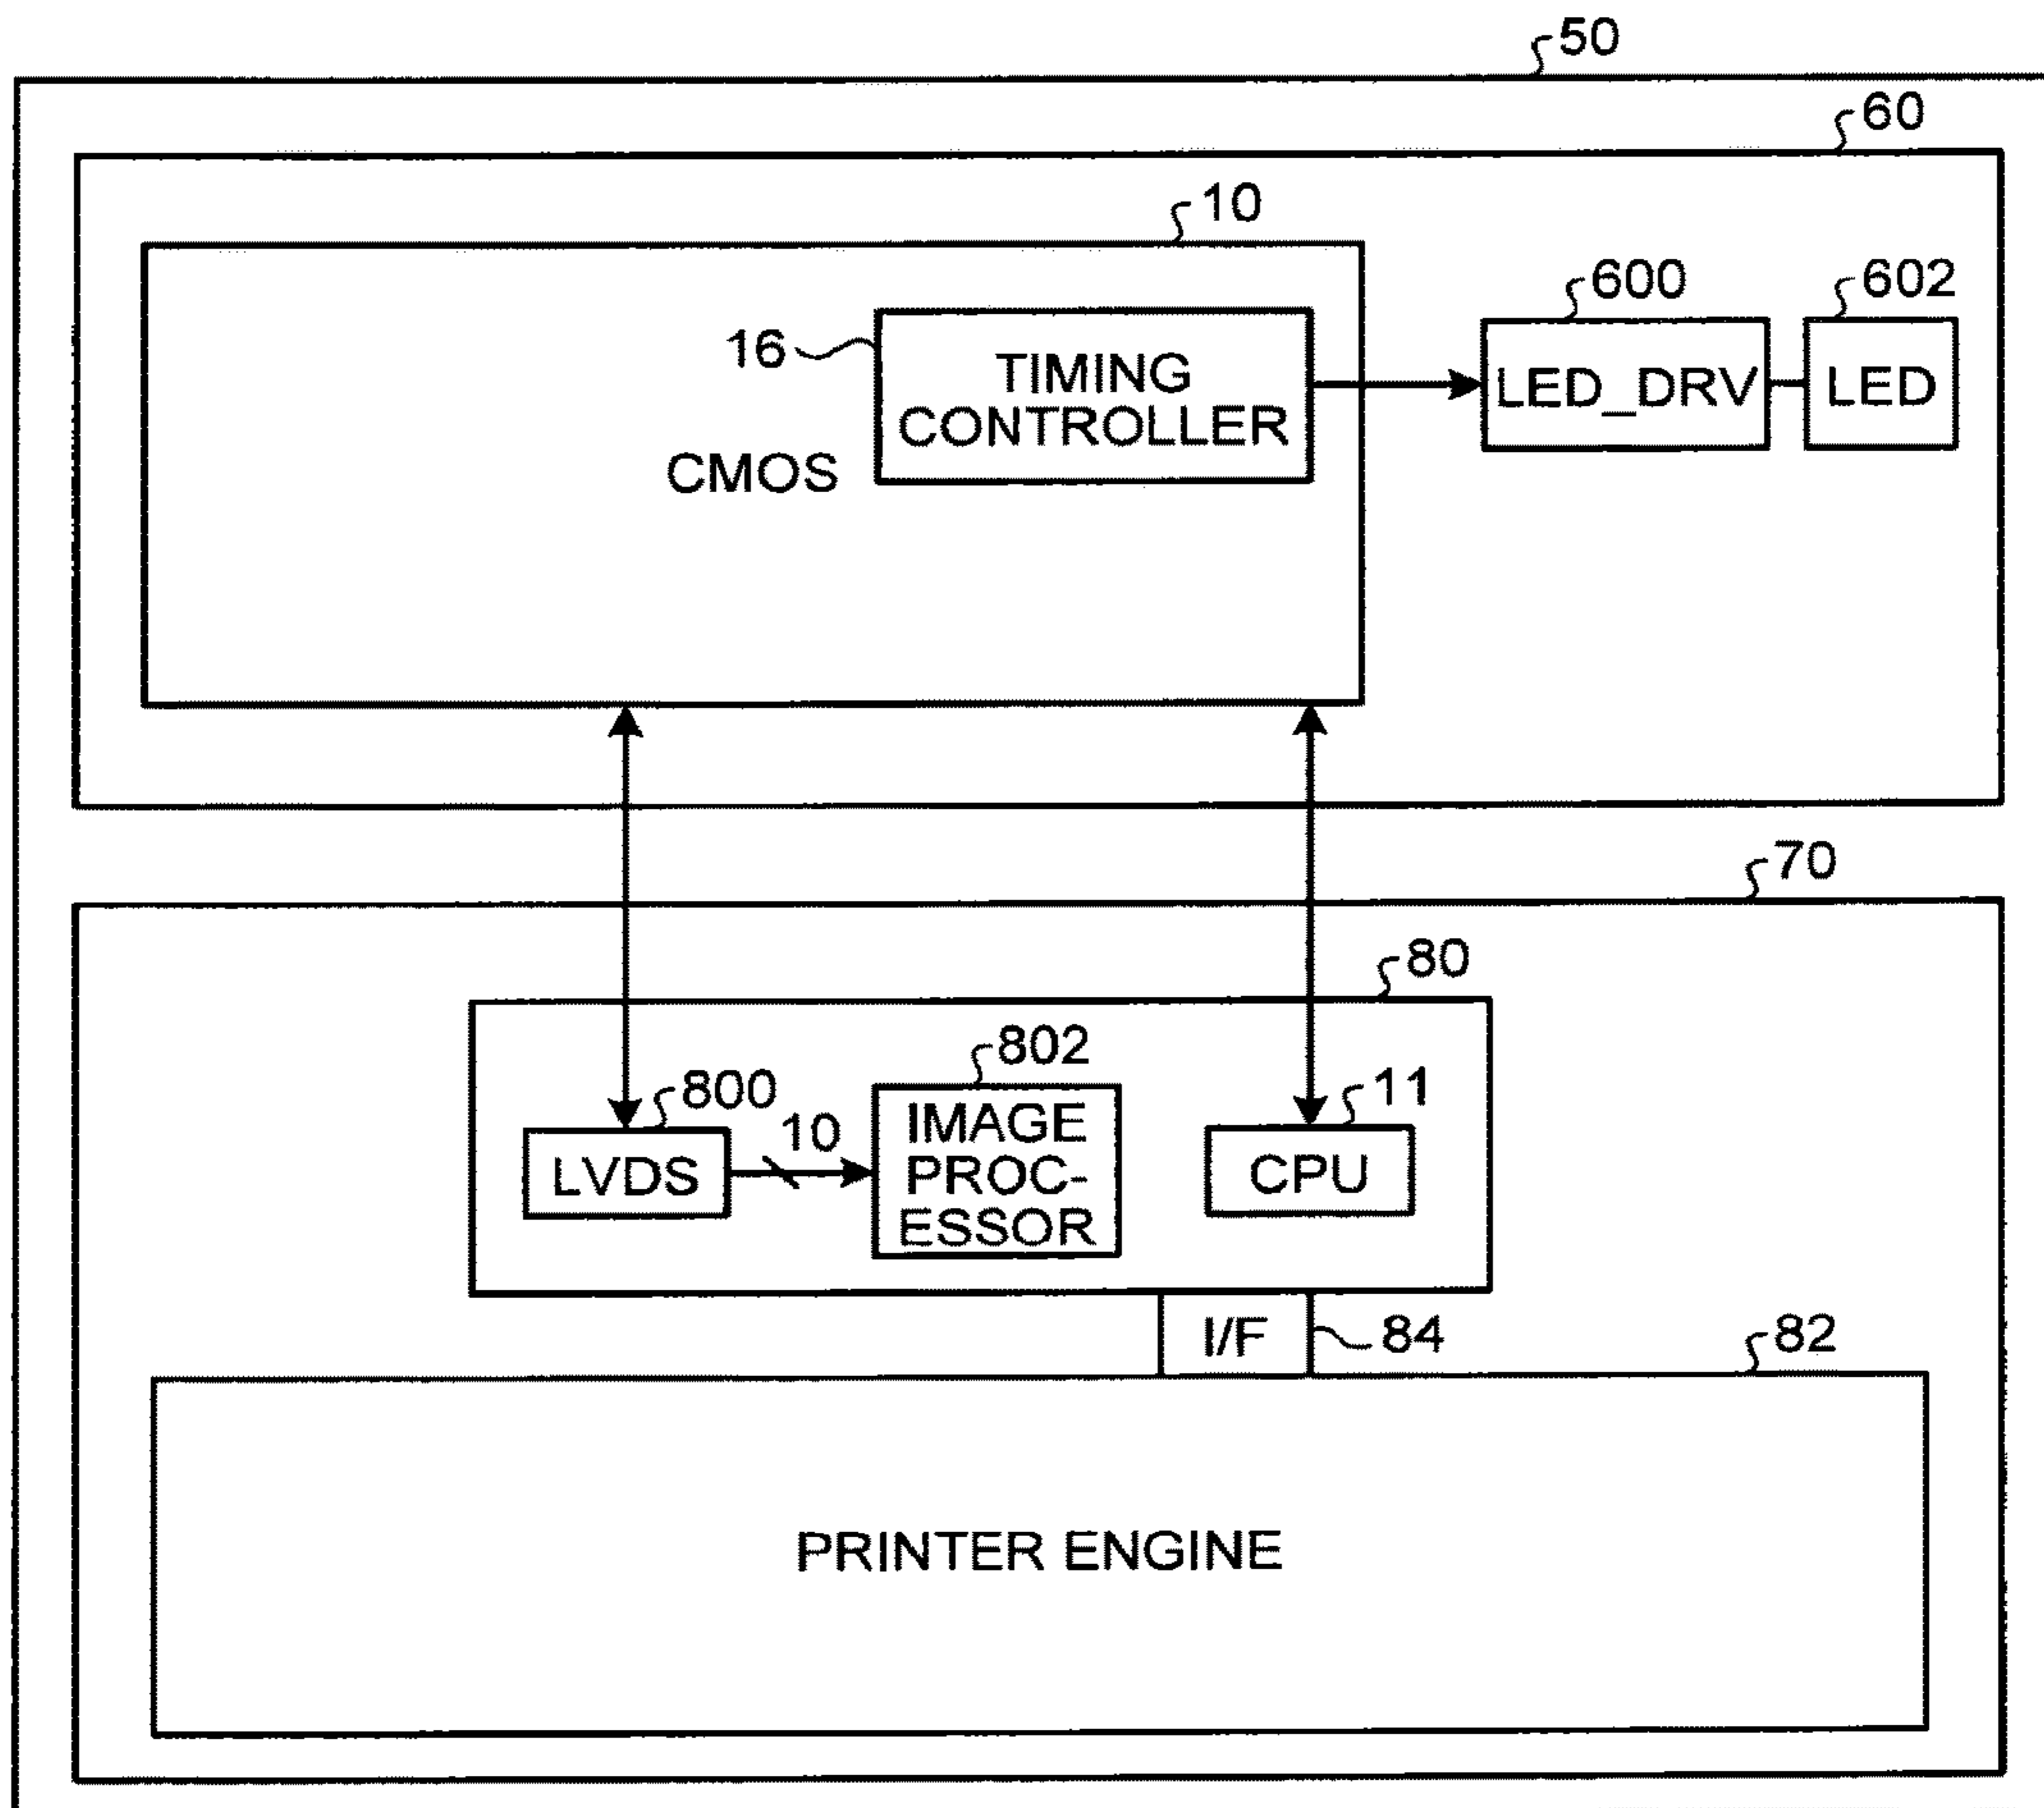 50
60
10
600
602
16
TIMING
CONTROLLER
LED_DRV
LED
CMOS
70
80
802
800
10
11
LVDS
IMAGE
PROC-
ESSOR
CPU
I/F
84
82
PRINTER ENGINE